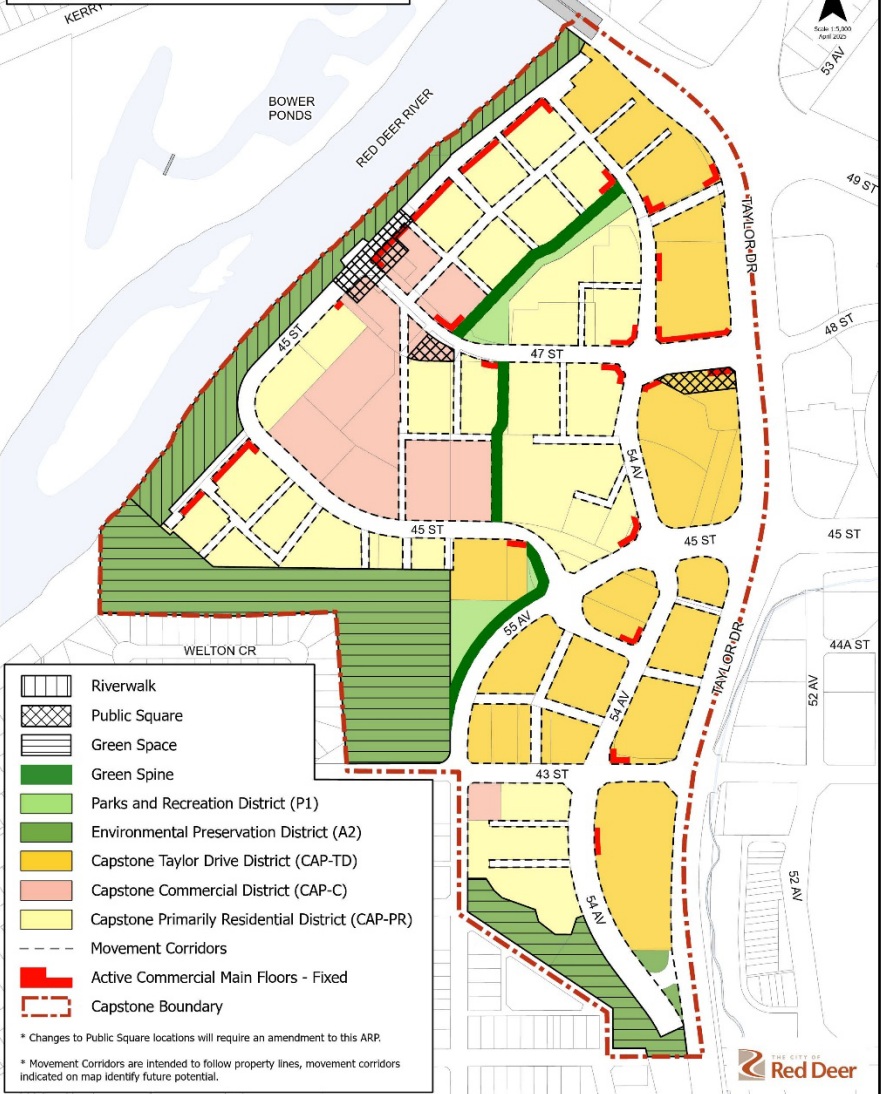 KERRY
Scale 1:5,000
April 2025
53 AV
BOWER
PONDS
RED DEER RIVER
49 ST
TAYLOR DR
48 ST
45 ST
47 ST
54 AV
45 ST
45 ST
45 ST
55 AV
44A ST
WELTON CR
TAYLOR DR
52 AV
54 AV
43 ST
52 AV
54 AV
Riverwalk
Public Square
Green Space
Green Spine
Parks and Recreation District (P1)
Environmental Preservation District (A2)
Capstone Taylor Drive District (CAP-TD)
Capstone Commercial District (CAP-C)
Capstone Primarily Residential District (CAP-PR)
Movement Corridors
Active Commercial Main Floors - Fixed
Capstone Boundary
* Changes to Public Square locations will require an amendment to this ARP.
* Movement Corridors are intended to follow property lines, movement corridors
indicated on map identify future potential.
THE CITY OF
Red Deer